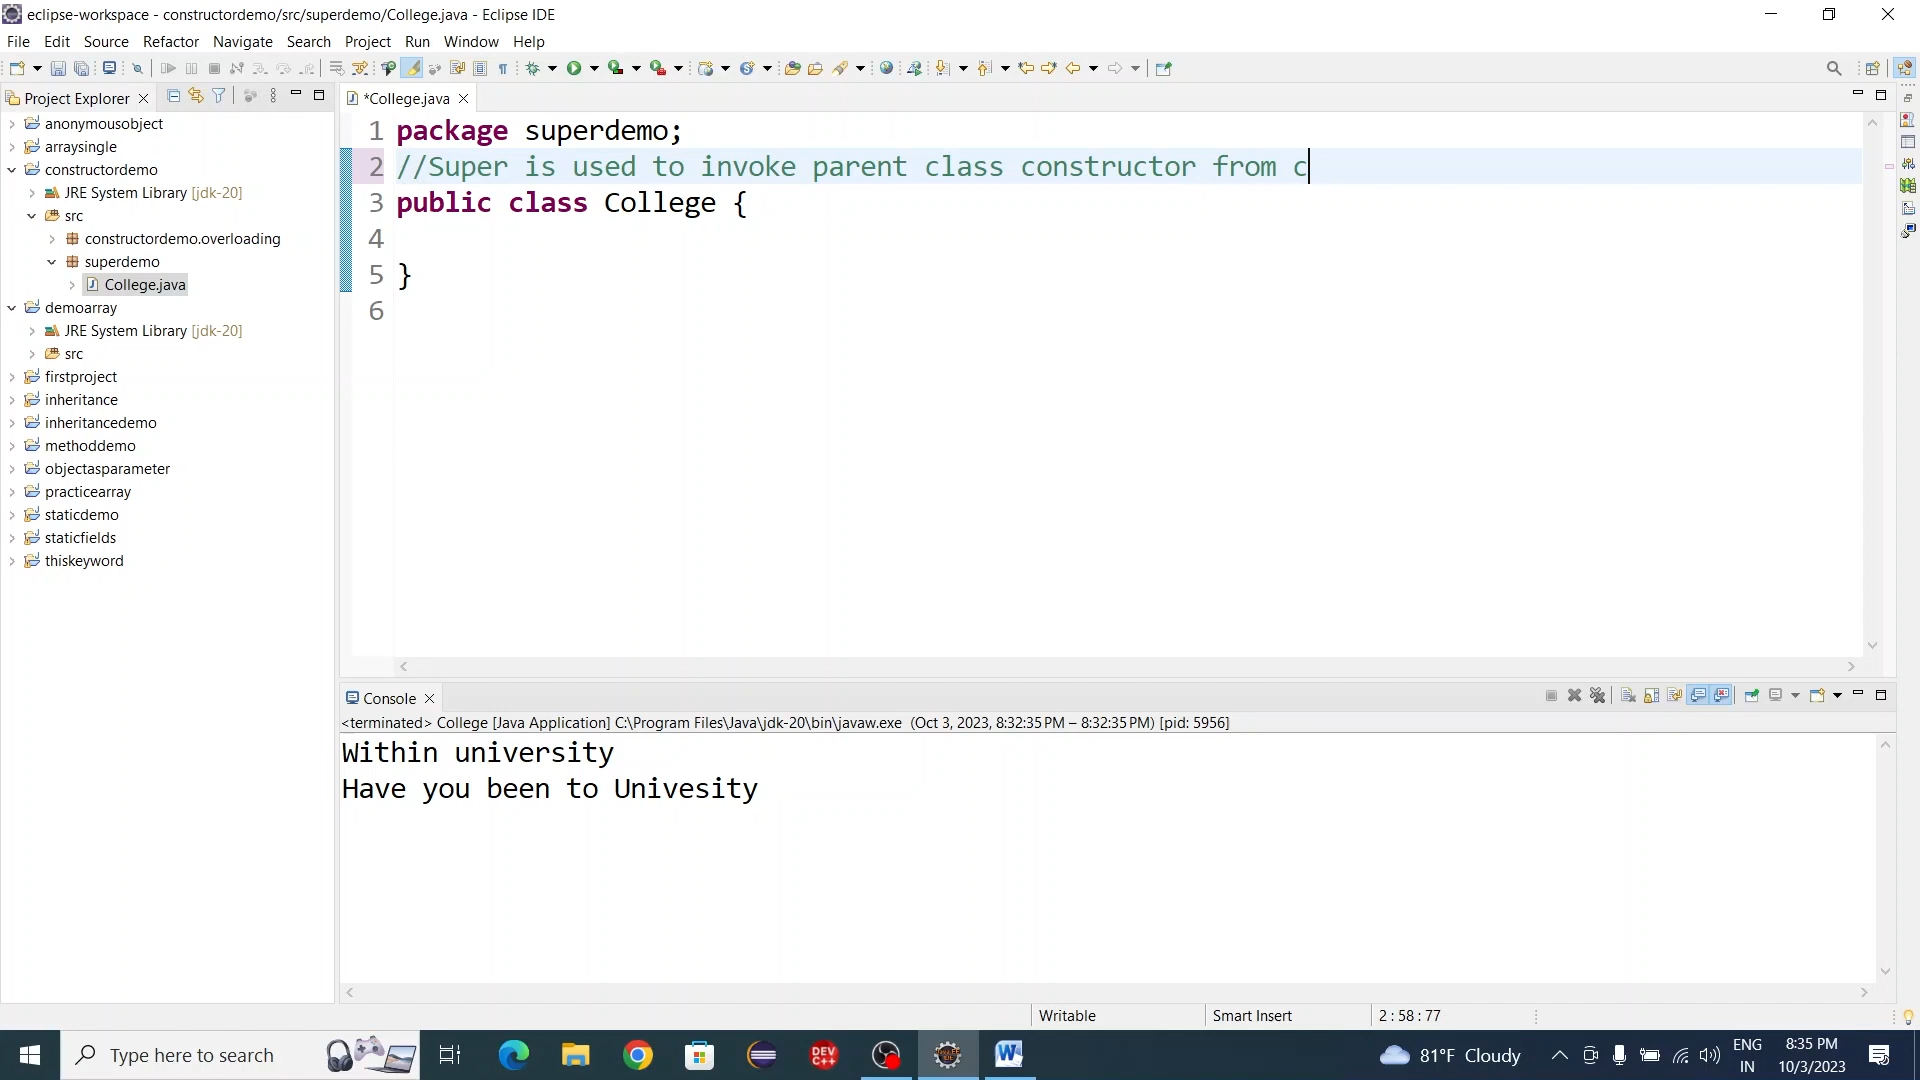 eclipse-workspace - constructordemo/src/superdemo/College.java - Eclipse IDE
File Edit Source Refactor Navigate Search Project Run Window Help
Project Explorer
*College.java
anonymousobject
arraysingle
constructordemo
JRE System Library [jdk-20]
src
constructordemo.overloading
superdemo
College.java
demoarray
JRE System Library [jdk-20]
src
firstproject
inheritance
inheritancedemo
methoddemo
objectasparameter
practicearray
staticdemo
staticfields
thiskeyword
1 package superdemo;
2 //Super is used to invoke parent class constructor from c
3 public class College {
4
5 }
6
Console
<terminated> College [Java Application] C:\Program Files\Java\jdk-20\bin\javaw.exe (Oct 3, 2023, 8:32:35 PM – 8:32:35 PM) [pid: 5956]
Within university
Have you been to Univesity
Writable Smart Insert 2 : 58 : 77
Type here to search
DEV C++
81°F Cloudy
ENG IN
8:35 PM
10/3/2023